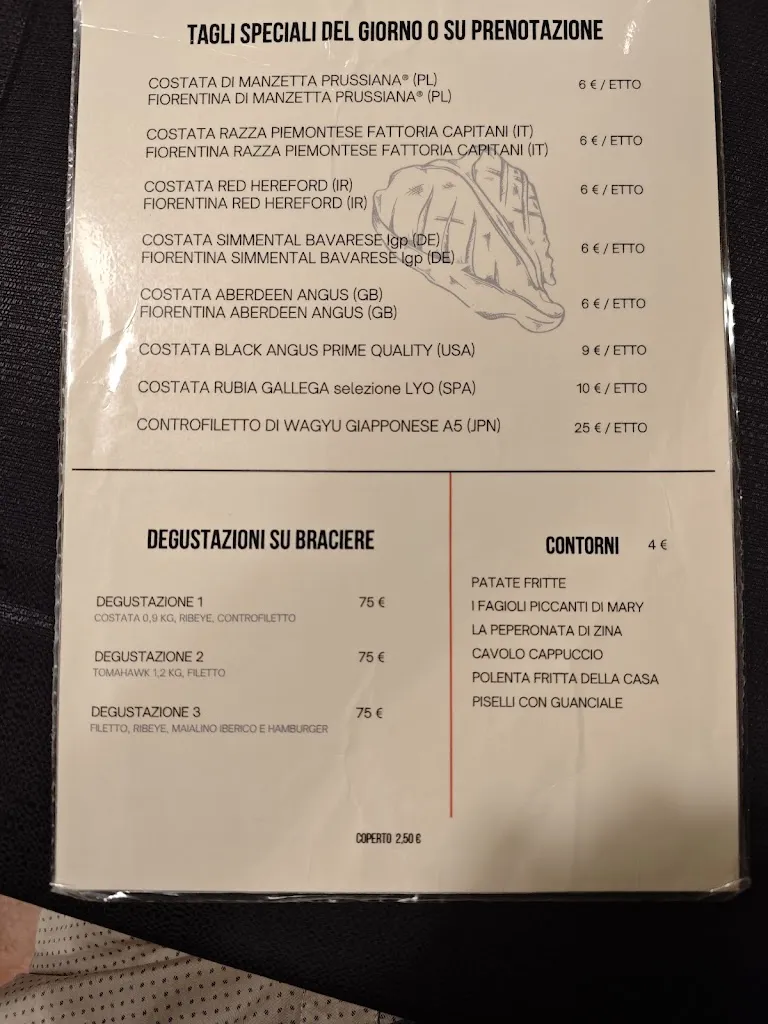 TAGLI SPECIALI DEL GIORNO O SU PRENOTAZIONE
COSTATA DI MANZETTA PRUSSIANA® (PL)
FIORENTINA DI MANZETTA PRUSSIANA® (PL)
6 € / ETTO
COSTATA RAZZA PIEMONTESE FATTORIA CAPITANI (IT)
FIORENTINA RAZZA PIEMONTESE FATTORIA CAPITANI (IT)
6 € / ETTO
COSTATA RED HEREFORD (IR)
FIORENTINA RED HEREFORD (IR)
6 € / ETTO
COSTATA SIMMENTAL BAVARESE Igp (DE)
FIORENTINA SIMMENTAL BAVARESE Igp (DE)
6 € / ETTO
COSTATA ABERDEEN ANGUS (GB)
FIORENTINA ABERDEEN ANGUS (GB)
6 € / ETTO
COSTATA BLACK ANGUS PRIME QUALITY (USA) 9 € / ETTO
COSTATA RUBIA GALLEGA selezione LYO (SPA) 10 € / ETTO
CONTROFILETTO DI WAGYU GIAPPONESE A5 (JPN) 25 € / ETTO
DEGUSTAZIONI SU BRACIERE
DEGUSTAZIONE 1 75 €
COSTATA 0,9 KG, RIBEYE, CONTROFILETTO
DEGUSTAZIONE 2 75 €
TOMAHAWK 1,2 KG, FILETTO
DEGUSTAZIONE 3 75 €
FILETTO, RIBEYE, MAIALINO IBERICO E HAMBURGER
CONTORNI 4 €
PATATE FRITTE
I FAGIOLI PICCANTI DI MARY
LA PEPERONATA DI ZINA
CAVOLO CAPPUCCIO
POLENTA FRITTA DELLA CASA
PISELLI CON GUANCIALE
COPERTO 2,50 €